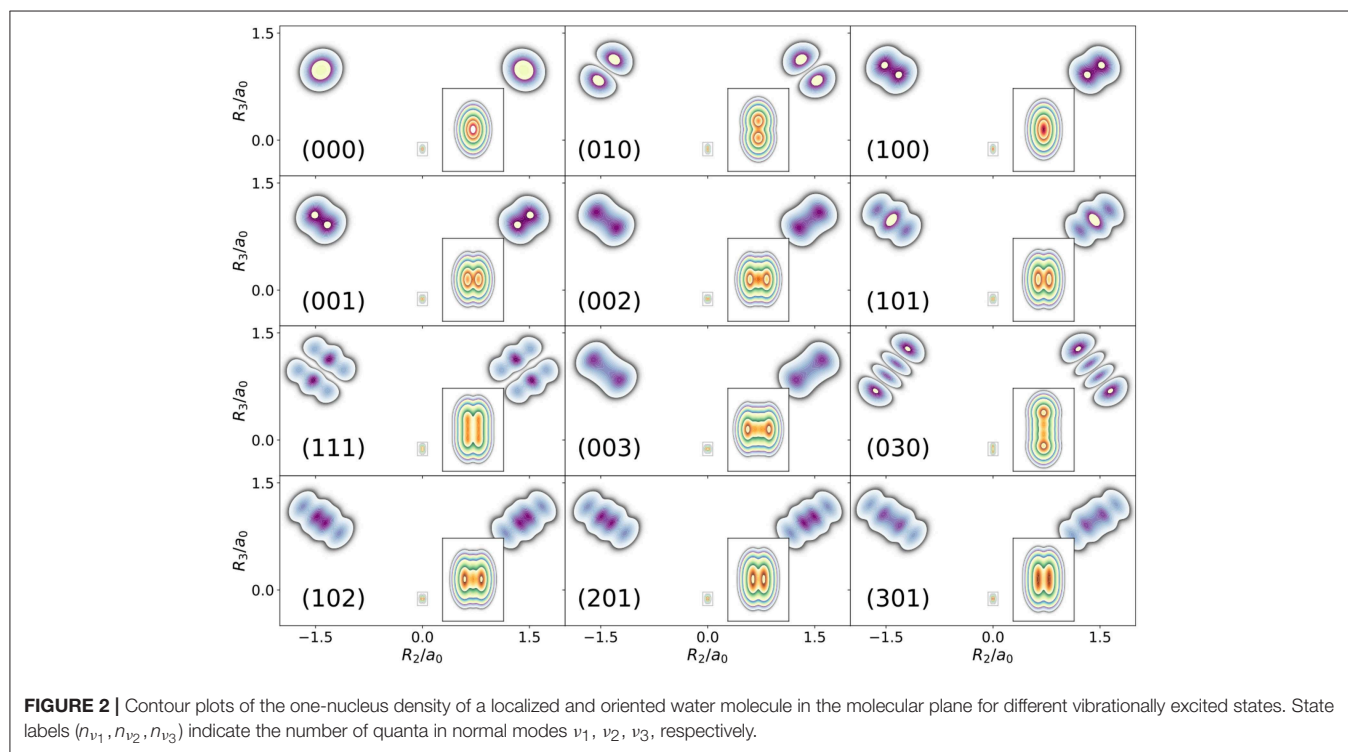 1.5
R₃/a₀
0.0
(000)
(010)
(100)
1.5
R₃/a₀
0.0
(001)
(002)
(101)
1.5
R₃/a₀
0.0
(111)
(003)
(030)
1.5
R₃/a₀
0.0
(102)
(201)
(301)
−1.5 0.0 1.5 −1.5 0.0 1.5 −1.5 0.0 1.5
R₂/a₀ R₂/a₀ R₂/a₀
FIGURE 2 | Contour plots of the one-nucleus density of a localized and oriented water molecule in the molecular plane for different vibrationally excited states. State
labels (nν₁, nν₂, nν₃) indicate the number of quanta in normal modes ν₁, ν₂, ν₃, respectively.